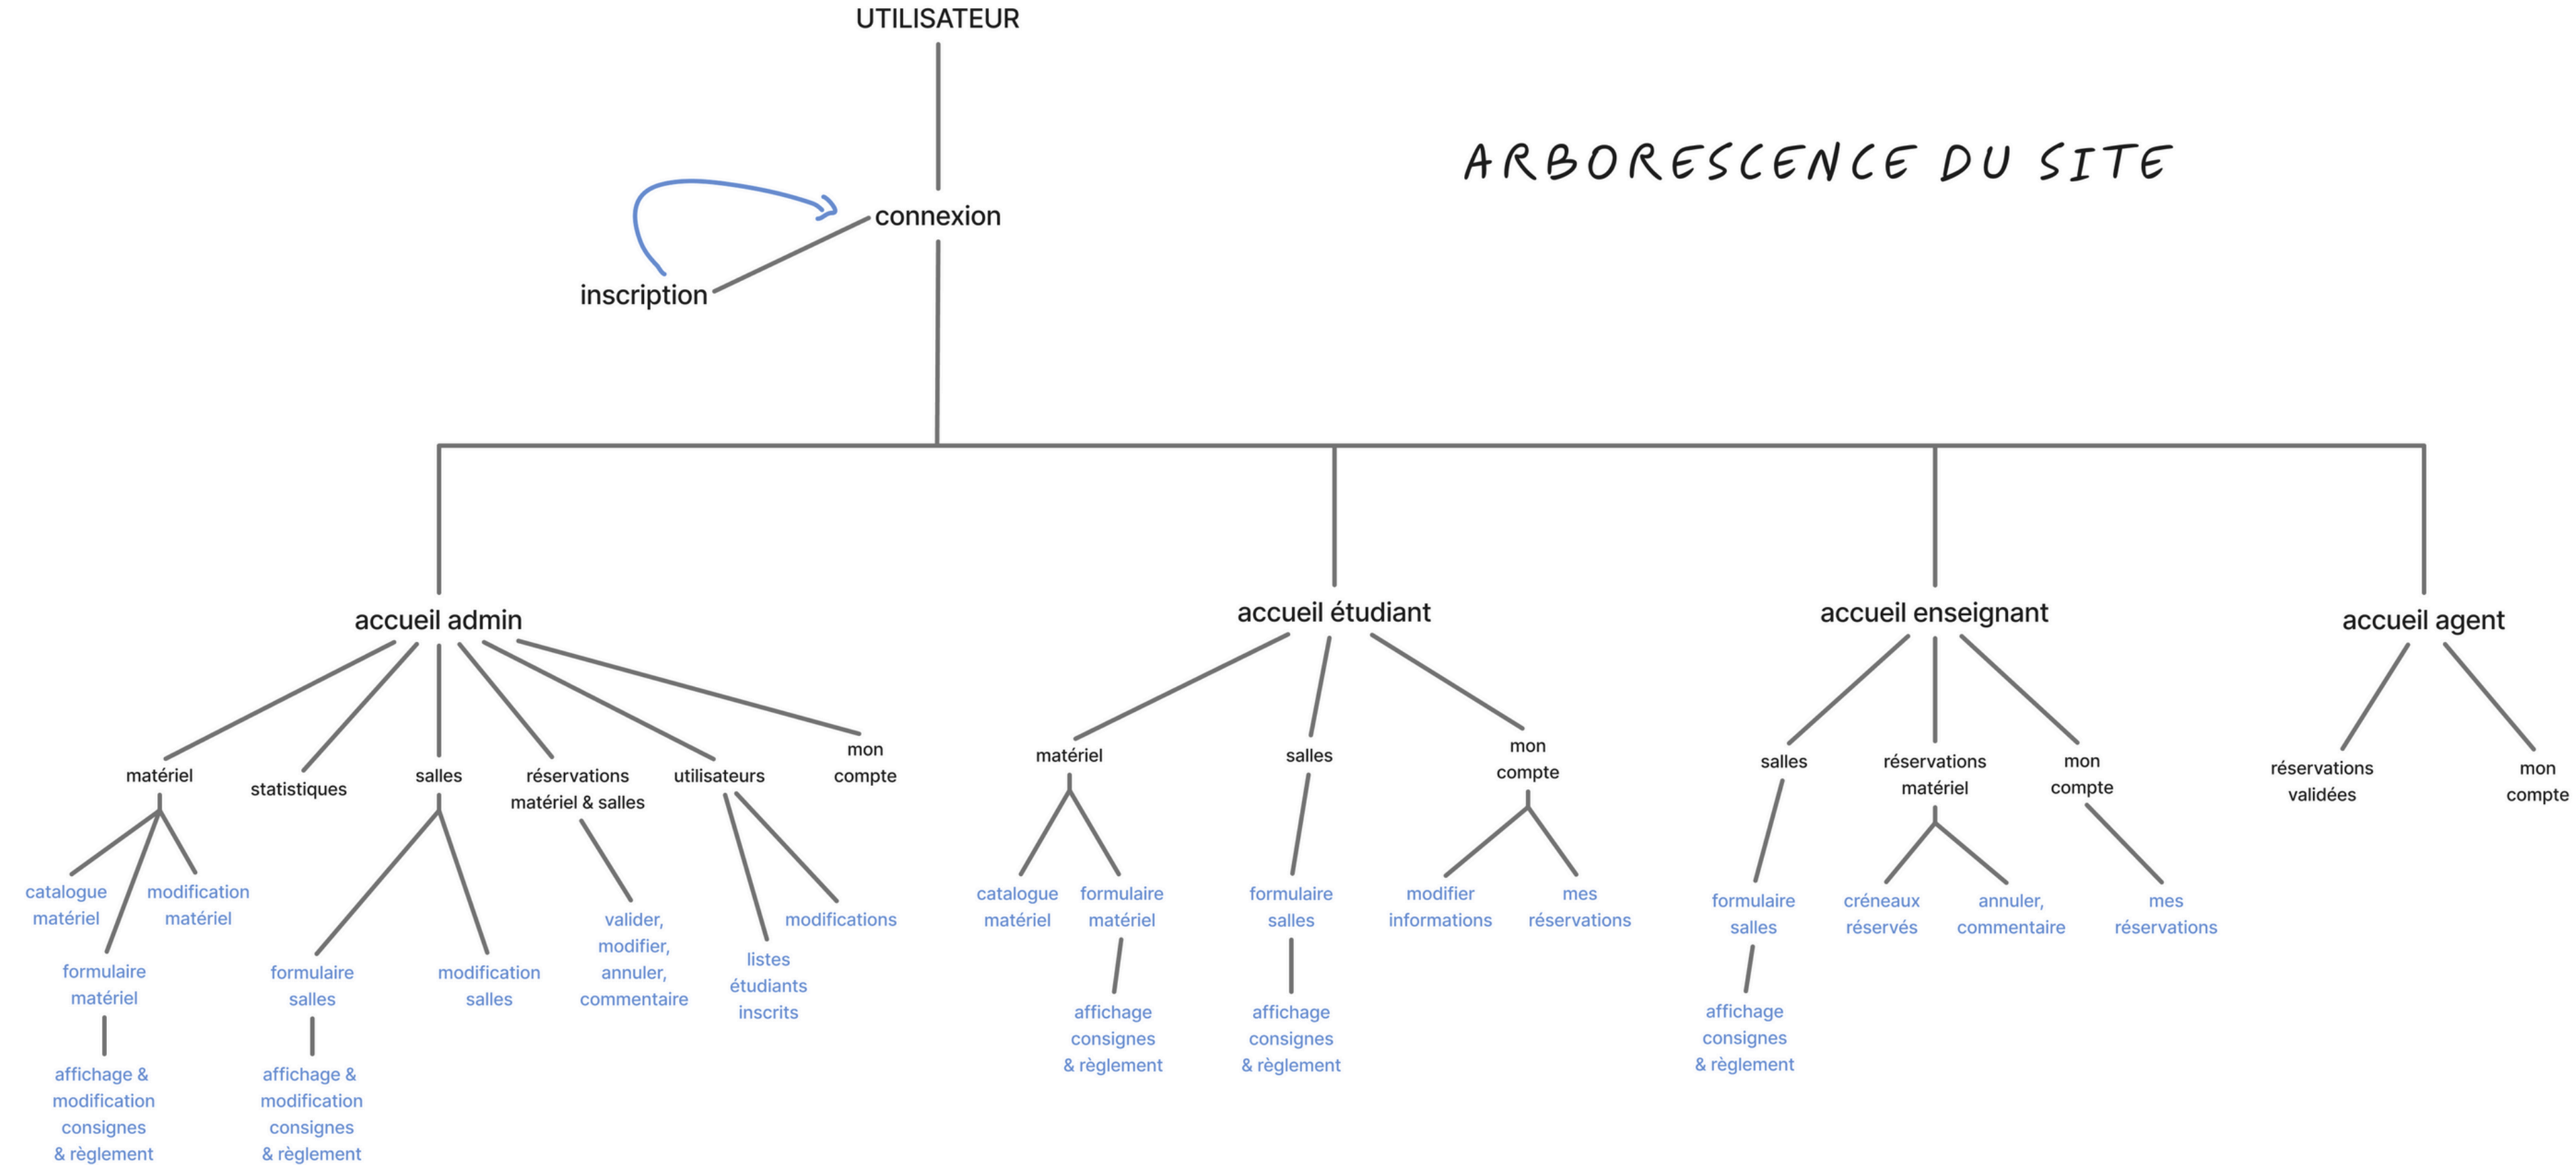 UTILISATEUR
ARBORESCENCE DU SITE
connexion
inscription
accueil admin
accueil étudiant
accueil enseignant
accueil agent
matériel
statistiques
salles
réservations
matériel & salles
utilisateurs
mon
compte
catalogue
matériel
modification
matériel
formulaire
matériel
affichage &
modification
consignes
& règlement
formulaire
salles
affichage &
modification
consignes
& règlement
modification
salles
valider,
modifier,
annuler,
commentaire
listes
étudiants
inscrits
modifications
matériel
salles
mon
compte
catalogue
matériel
formulaire
matériel
affichage
consignes
& règlement
formulaire
salles
affichage
consignes
& règlement
modifier
informations
mes
réservations
salles
réservations
matériel
mon
compte
formulaire
salles
affichage
consignes
& règlement
créneaux
réservés
annuler,
commentaire
mes
réservations
réservations
validées
mon
compte